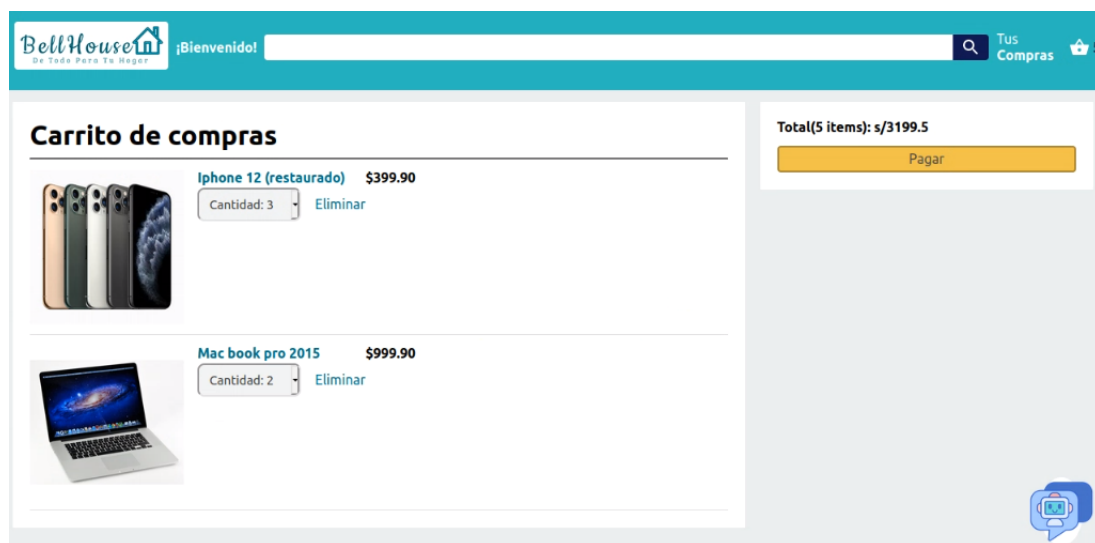 BellHouse
De Todo Para Tu Hogar
¡Bienvenido!
Tus
Compras
Carrito de compras
Iphone 12 (restaurado) $399.90
Cantidad: 3 Eliminar
Mac book pro 2015 $999.90
Cantidad: 2 Eliminar
Total(5 items): s/3199.5
Pagar